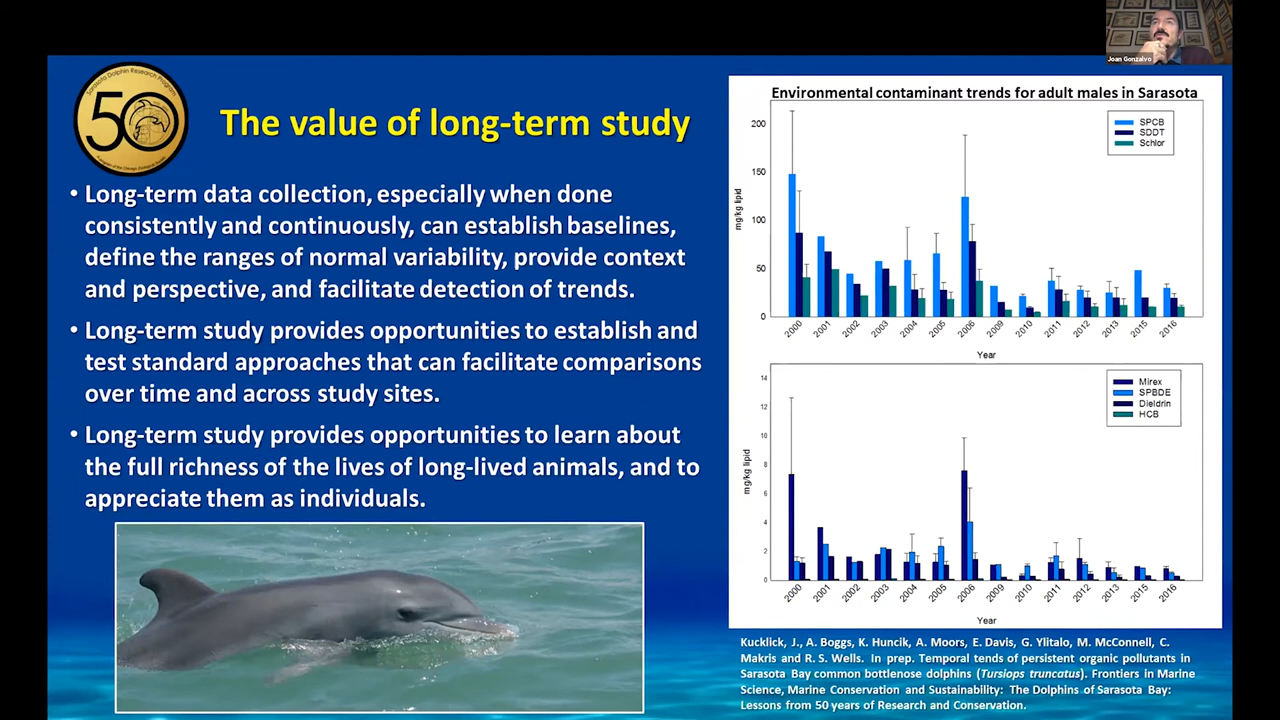 Joan Gonzalvo
Sarasota Dolphin Research Program
50
The value of long-term study
• Long-term data collection, especially when done
consistently and continuously, can establish baselines,
define the ranges of normal variability, provide context
and perspective, and facilitate detection of trends.
• Long-term study provides opportunities to establish and
test standard approaches that can facilitate comparisons
over time and across study sites.
• Long-term study provides opportunities to learn about
the full richness of the lives of long-lived animals, and to
appreciate them as individuals.
Environmental contaminant trends for adult males in Sarasota
SPCB
SDDT
Schlor
200
150
100
50
0
mg/kg lipid
2000 2001 2002 2003 2004 2005 2006 2009 2010 2011 2012 2013 2015 2016
Year
Mirex
SPBDE
Dieldrin
HCB
14
12
10
8
6
4
2
0
mg/kg lipid
2000 2001 2002 2003 2004 2005 2006 2009 2010 2011 2012 2013 2015 2016
Year
Kucklick, J., A. Boggs, K. Huncik, A. Moors, E. Davis, G. Ylitalo, M. McConnell, C.
Makris and R. S. Wells. In prep. Temporal tends of persistent organic pollutants in
Sarasota Bay common bottlenose dolphins (Tursiops truncatus). Frontiers in Marine
Science, Marine Conservation and Sustainability: The Dolphins of Sarasota Bay:
Lessons from 50 years of Research and Conservation.